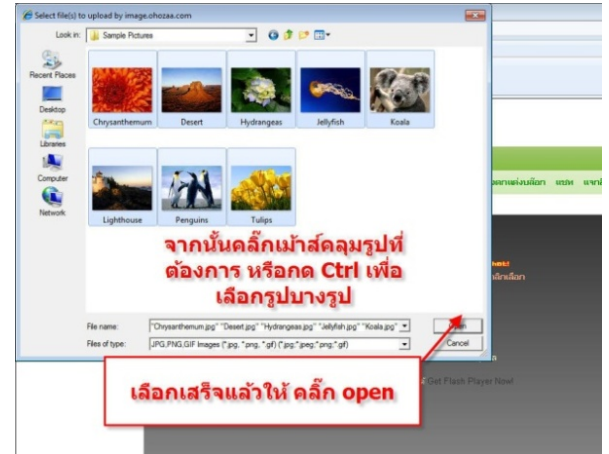 Select file(s) to upload by image.ohozaa.com
Look in:
Sample Pictures
Recent Places
Desktop
Libraries
Computer
Network
Chrysanthemum
Desert
Hydrangeas
Jellyfish
Koala
Lighthouse
Penguins
Tulips
จากนั้นคลิ๊กเม้าส์คลุมรูปที่
ต้องการ หรือกด Ctrl เพื่อ
เลือกรูปบางรูป
File name:
"Chrysanthemum.jpg" "Desert.jpg" "Hydrangeas.jpg" "Jellyfish.jpg" "Koala.jpg"
Files of type:
JPG,PNG,GIF Images (*.jpg, *.png, *.gif) (*.jpg;*.jpeg;*.png;*.gif)
Cancel
เลือกเสร็จแล้วให้ คลิ๊ก open
Get Flash Player Now!